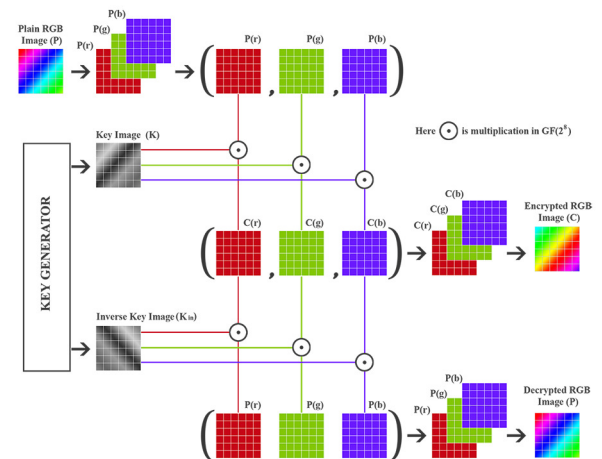 Plain RGB
Image (P)
P(r)
P(g)
P(b)
P(r)
P(g)
P(b)
( , , )
Key Image (K)
Here ⊙ is multiplication in GF(2⁸)
KEY GENERATOR
C(r)
C(g)
C(b)
( , , )
C(r)
C(g)
C(b)
Encrypted RGB
Image (C)
Inverse Key Image (Kin)
P(r)
P(g)
P(b)
( , , )
P(r)
P(g)
P(b)
Decrypted RGB
Image (P)